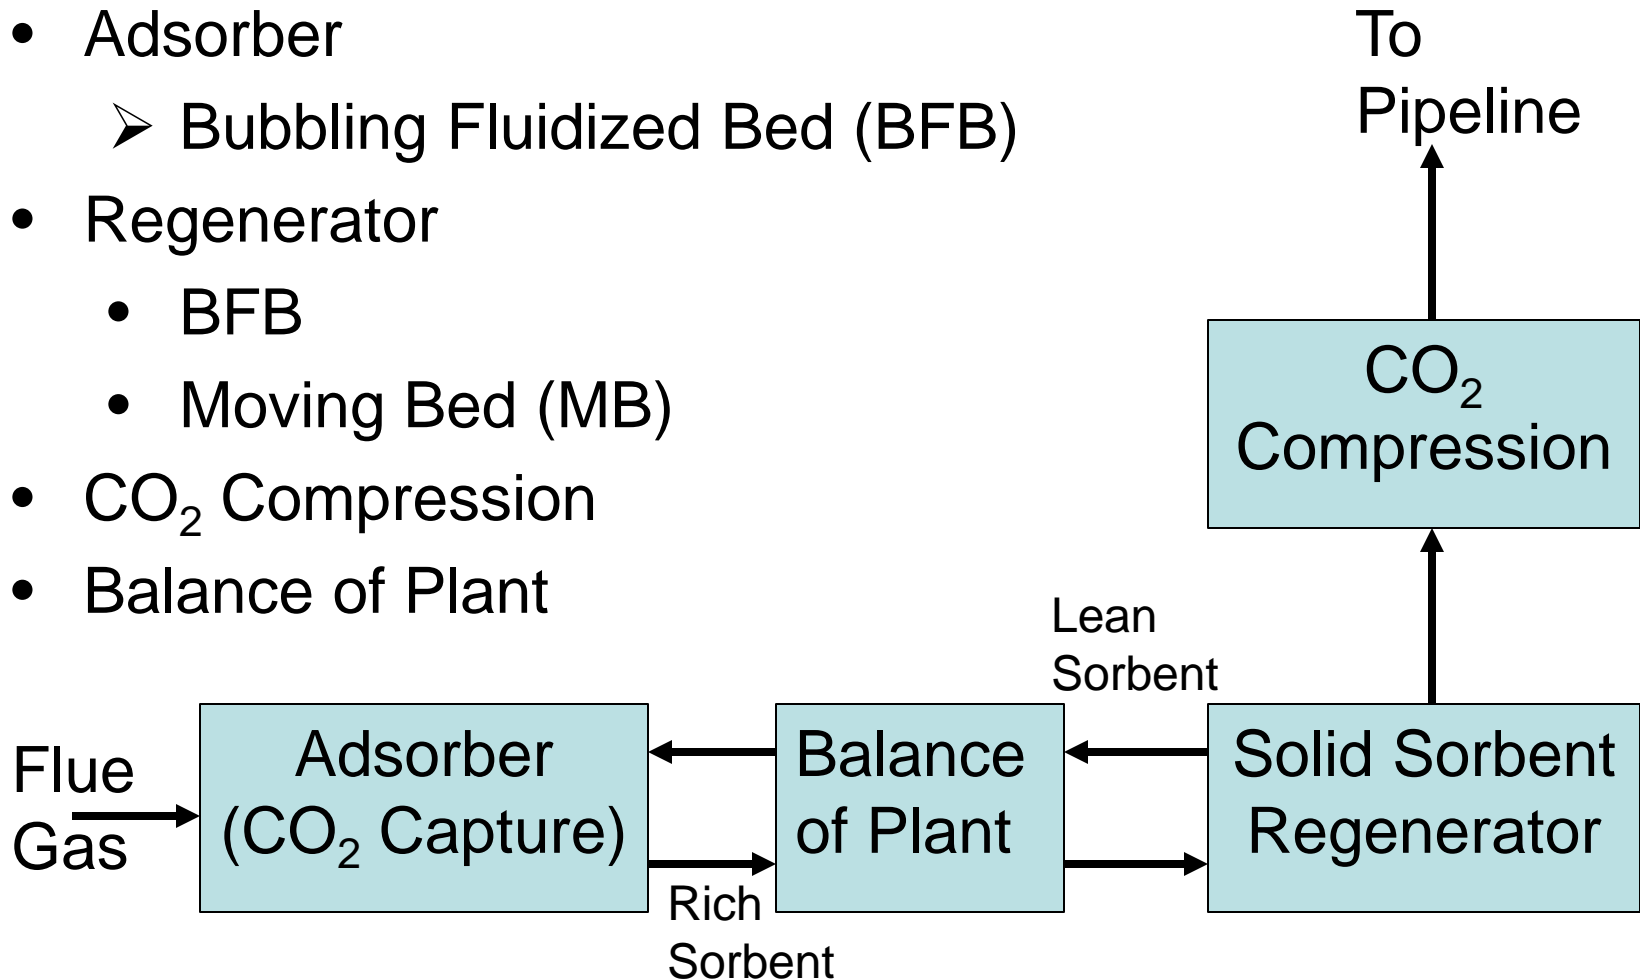 • Adsorber
➢ Bubbling Fluidized Bed (BFB)
• Regenerator
• BFB
• Moving Bed (MB)
• CO₂ Compression
• Balance of Plant
To
Pipeline
CO₂
Compression
Lean
Sorbent
Flue
Gas
Adsorber
(CO₂ Capture)
Balance
of Plant
Solid Sorbent
Regenerator
Rich
Sorbent